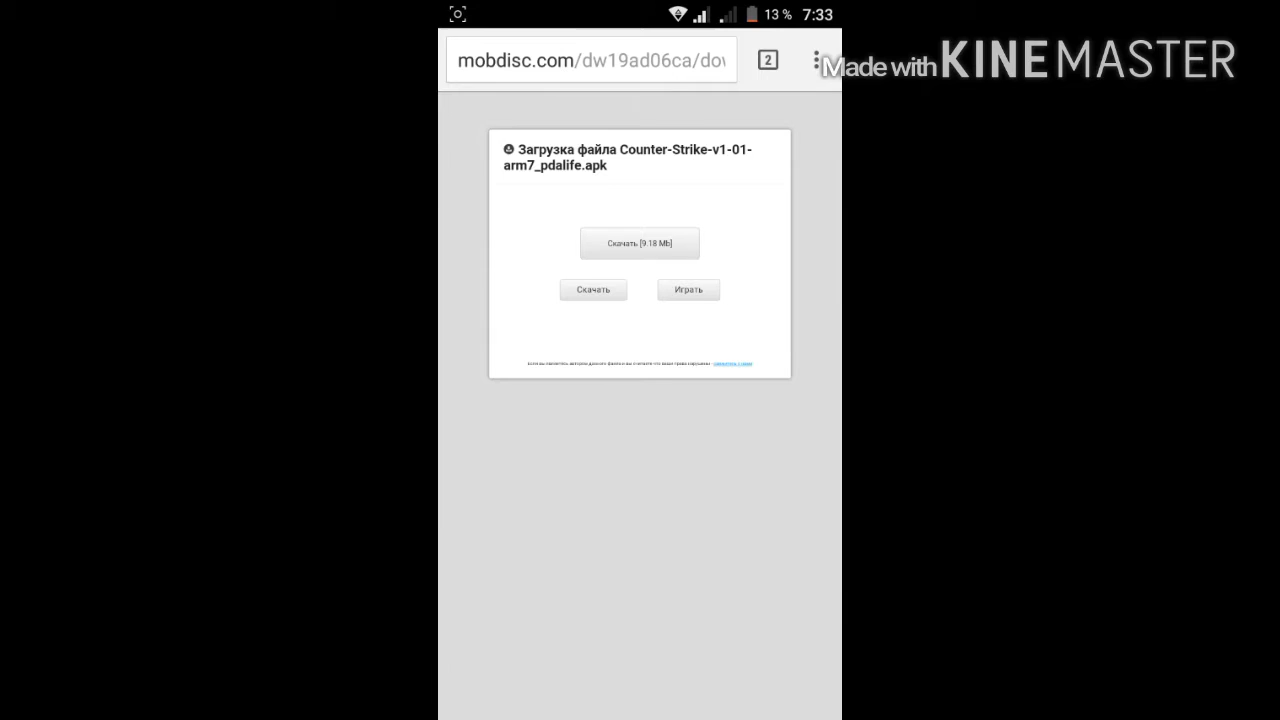 13 % 7:33
mobdisc.com/dw19ad06ca/dov
2
Made with KINEMASTER
Загрузка файла Counter-Strike-v1-01-
arm7_pdalife.apk
Скачать [9.18 Mb]
Скачать
Играть